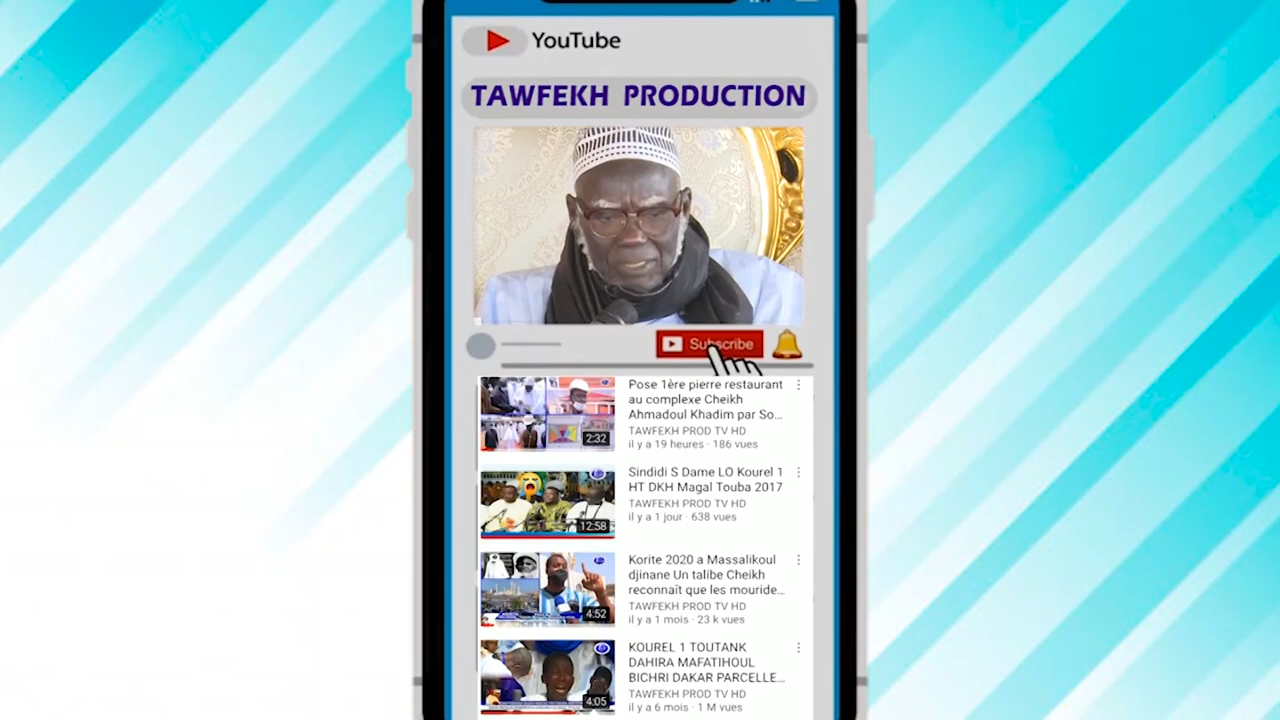 YouTube
TAWFEKH PRODUCTION
Subscribe
Pose 1ère pierre restaurant
au complexe Cheikh
Ahmadoul Khadim par So...
TAWFEKH PROD TV HD
il y a 19 heures · 186 vues
2:32
Sindidi S Dame LO Kourel 1
HT DKH Magal Touba 2017
TAWFEKH PROD TV HD
il y a 1 jour · 638 vues
12:58
Korite 2020 a Massalikoul
djinane Un talibe Cheikh
reconnaît que les mouride...
TAWFEKH PROD TV HD
il y a 1 mois · 23 k vues
4:52
KOUREL 1 TOUTANK
DAHIRA MAFATIHOUL
BICHRI DAKAR PARCELLE...
TAWFEKH PROD TV HD
il y a 6 mois · 1 M vues
4:05